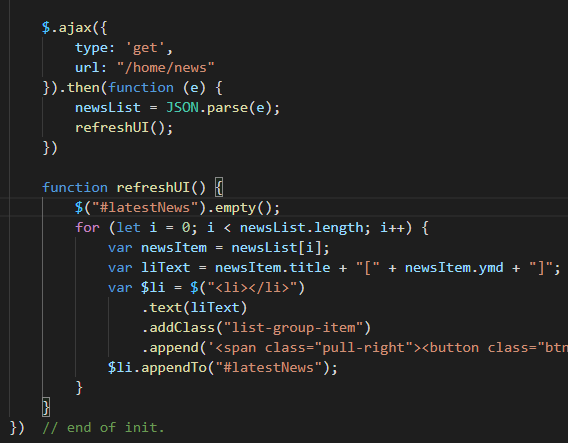 $.ajax({
type: 'get',
url: "/home/news"
}).then(function (e) {
newsList = JSON.parse(e);
refreshUI();
})
function refreshUI() {
$("#latestNews").empty();
for (let i = 0; i < newsList.length; i++) {
var newsItem = newsList[i];
var liText = newsItem.title + "[" + newsItem.ymd + "]";
var $li = $("<li></li>")
.text(liText)
.addClass("list-group-item")
.append('<span class="pull-right"><button class="btn
$li.appendTo("#latestNews");
}
}
}) // end of init.